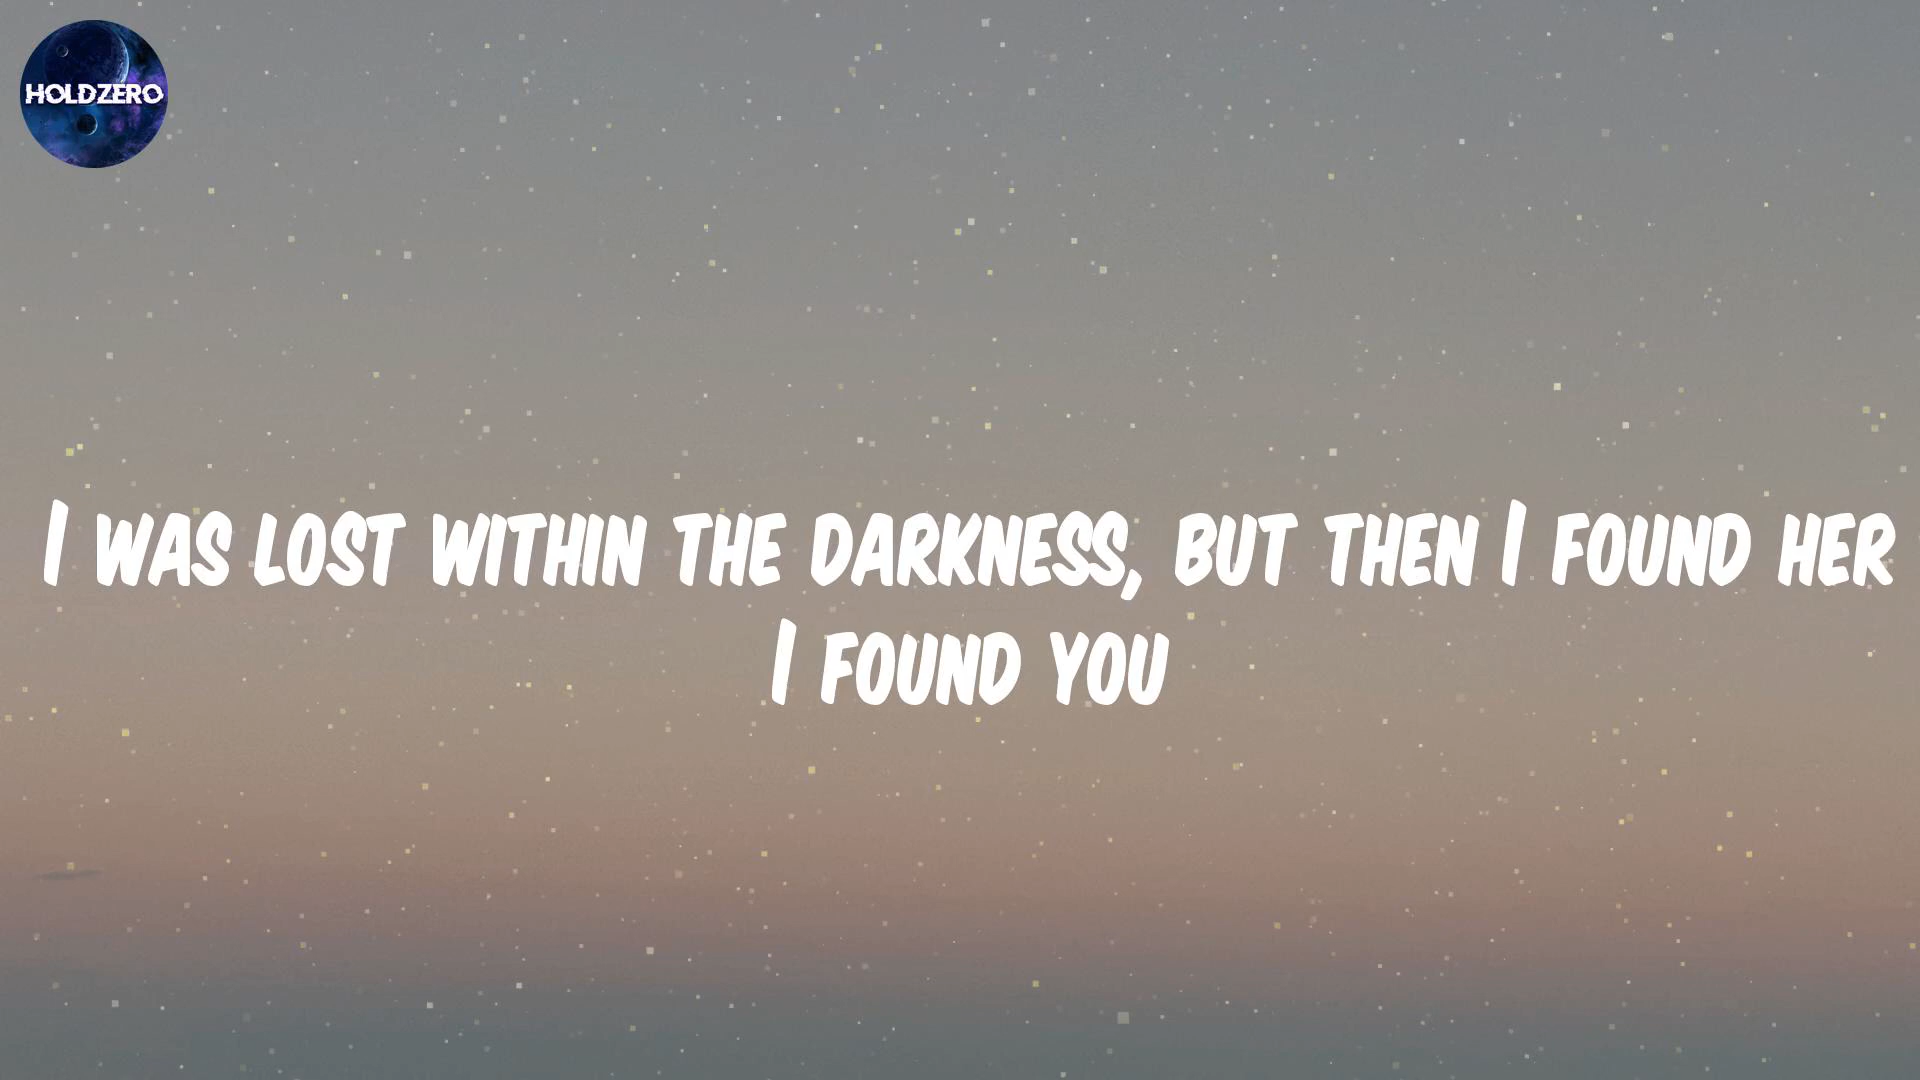 HOLDZERO
I WAS LOST WITHIN THE DARKNESS, BUT THEN I FOUND HER
I FOUND YOU